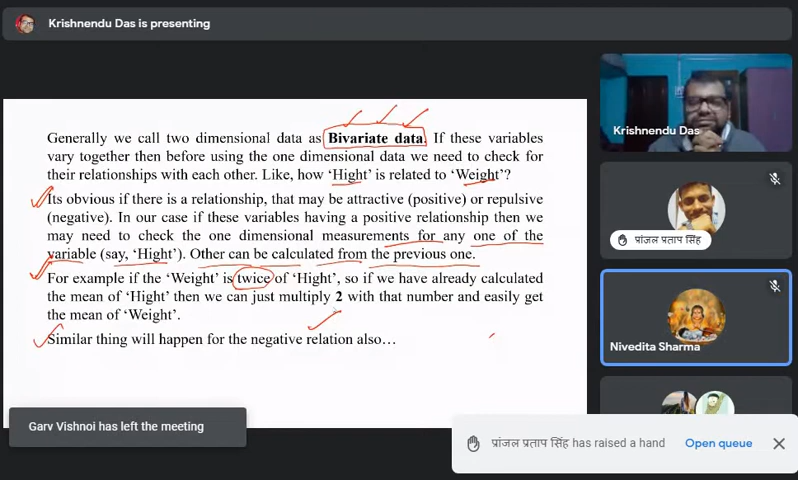 Krishnendu Das is presenting
Generally we call two dimensional data as Bivariate data. If these variables
vary together then before using the one dimensional data we need to check for
their relationships with each other. Like, how ‘Hight’ is related to ‘Weight’?
Its obvious if there is a relationship, that may be attractive (positive) or repulsive
(negative). In our case if these variables having a positive relationship then we
may need to check the one dimensional measurements for any one of the
variable (say, ‘Hight’). Other can be calculated from the previous one.
For example if the ‘Weight’ is twice of ‘Hight’, so if we have already calculated
the mean of ‘Hight’ then we can just multiply 2 with that number and easily get
the mean of ‘Weight’.
Similar thing will happen for the negative relation also…
Krishnendu Das
प्रांजल प्रताप सिंह
Nivedita Sharma
Garv Vishnoi has left the meeting
प्रांजल प्रताप सिंह has raised a hand
Open queue